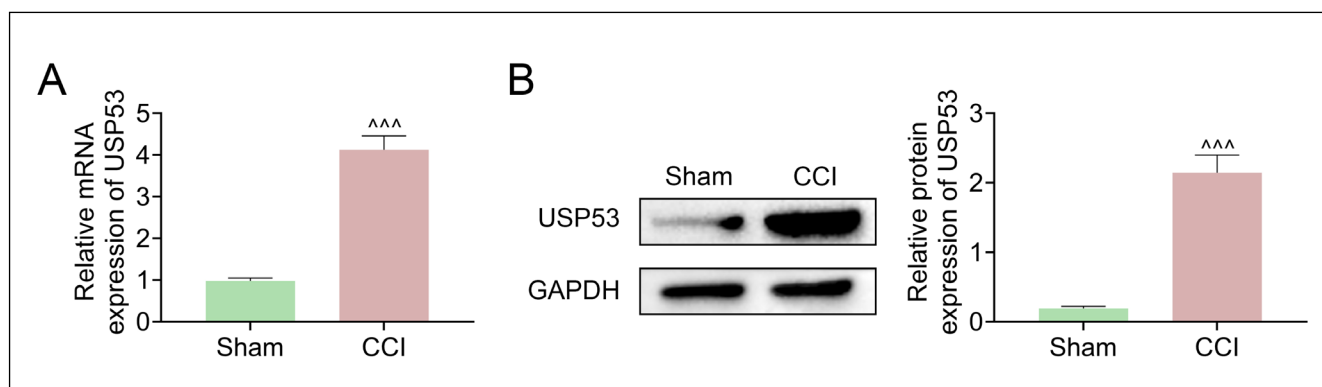 A
Relative mRNA
expression of USP53
5
4
3
2
1
0
^^^
Sham
CCI
B
Sham
CCI
USP53
GAPDH
Relative protein
expression of USP53
3
2
1
0
^^^
Sham
CCI